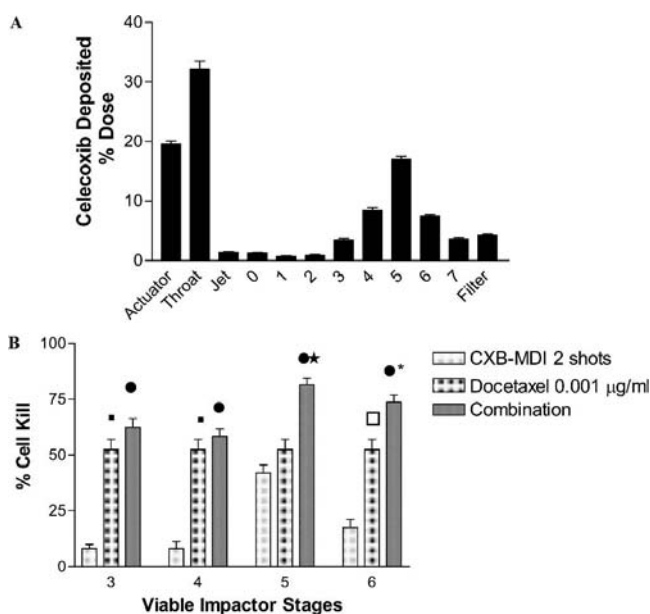 A
Celecoxib Deposited
% Dose
40
30
20
10
0
Actuator Throat Jet 0 1 2 3 4 5 6 7 Filter
B
% Cell Kill
100
75
50
25
0
*
CXB-MDI 2 shots
Docetaxel 0.001 μg/ml
Combination
3 4 5 6
Viable Impactor Stages